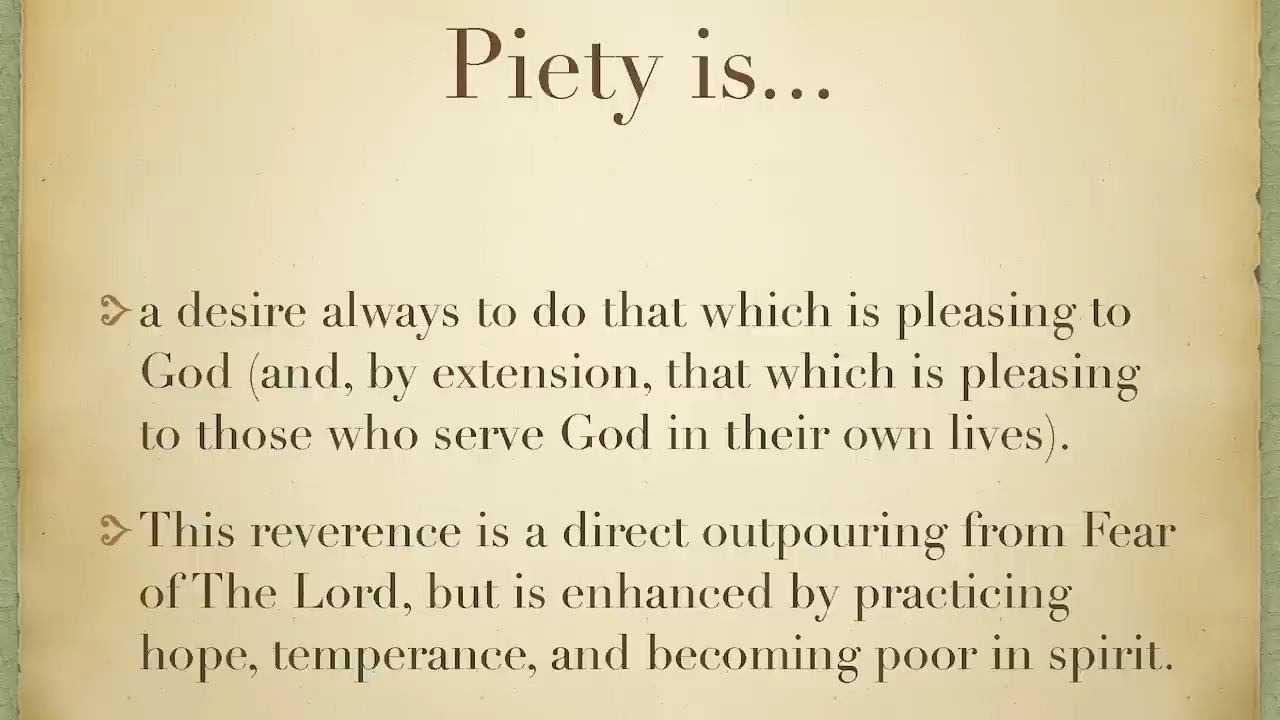 Piety is...
a desire always to do that which is pleasing to
God (and, by extension, that which is pleasing
to those who serve God in their own lives).
This reverence is a direct outpouring from Fear
of The Lord, but is enhanced by practicing
hope, temperance, and becoming poor in spirit.